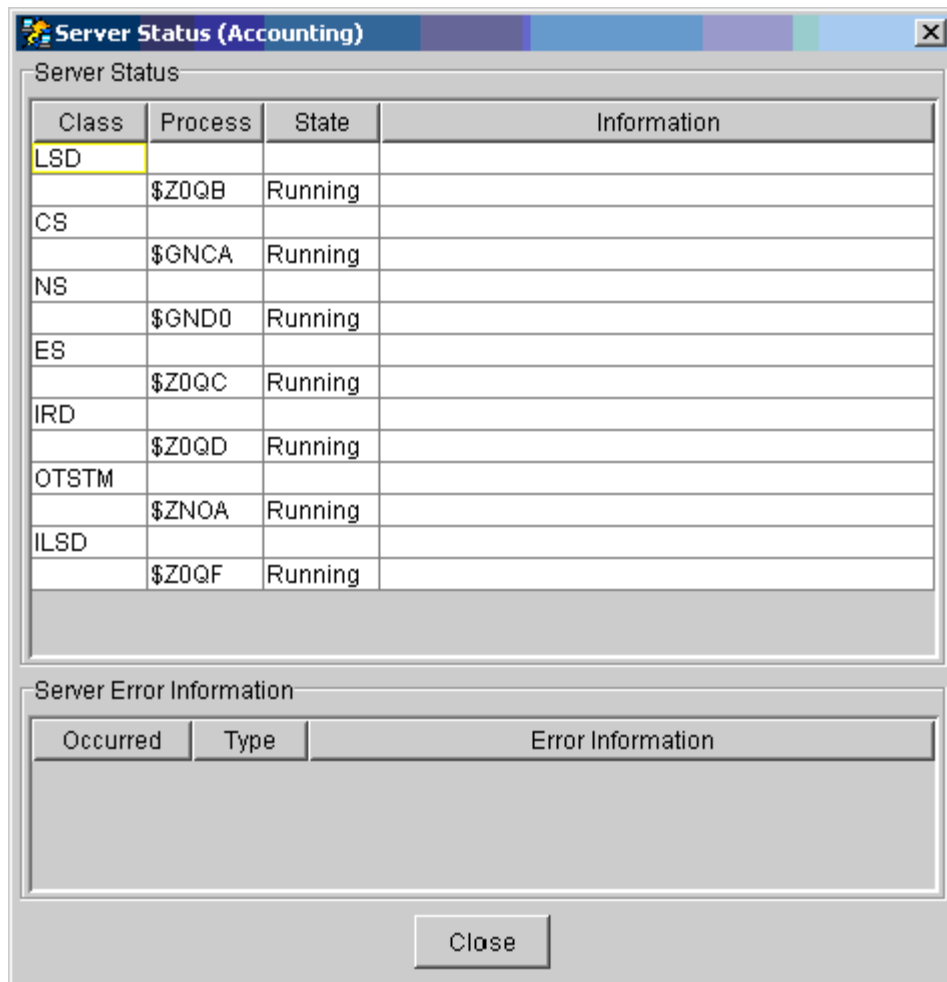 Server Status (Accounting)
Server Status
Class Process State Information
LSD
$Z0QB Running
CS
$GNCA Running
NS
$GND0 Running
ES
$Z0QC Running
IRD
$Z0QD Running
OTSTM
$ZNOA Running
ILSD
$Z0QF Running
Server Error Information
Occurred Type Error Information
Close